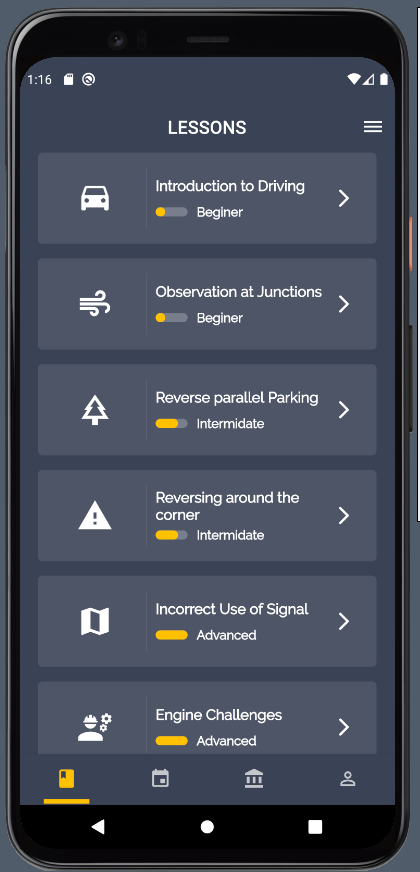 1:16
LESSONS
Introduction to Driving
Beginer
Observation at Junctions
Beginer
Reverse parallel Parking
Intermidate
Reversing around the
corner
Intermidate
Incorrect Use of Signal
Advanced
Engine Challenges
Advanced